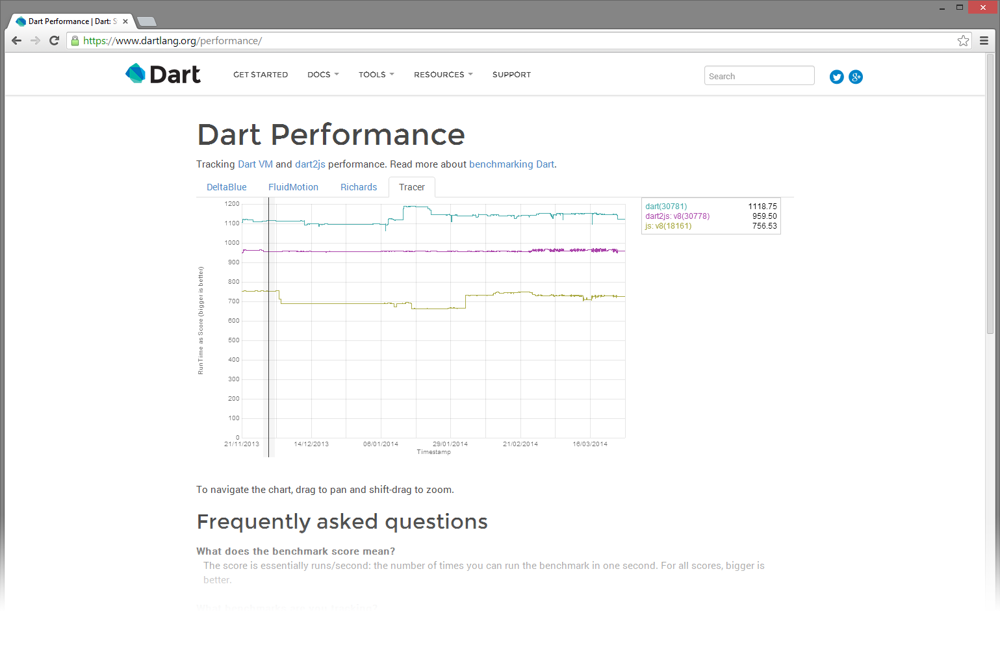 Dart Performance | Dart: S
https://www.dartlang.org/performance/
Dart GET STARTED DOCS TOOLS RESOURCES SUPPORT Search
Dart Performance
Tracking Dart VM and dart2js performance. Read more about benchmarking Dart.
DeltaBlue FluidMotion Richards Tracer
dart(30781) 1118.75
dart2js: v8(30778) 959.50
js: v8(18161) 756.53
1200
1100
1000
900
800
700
600
500
400
300
200
100
0
RunTime as Score (bigger is better)
21/11/2013 14/12/2013 06/01/2014 29/01/2014 21/02/2014 16/03/2014
Timestamp
To navigate the chart, drag to pan and shift-drag to zoom.
Frequently asked questions
What does the benchmark score mean?
The score is essentially runs/second: the number of times you can run the benchmark in one second. For all scores, bigger is
better.
What benchmarks are you tracking?